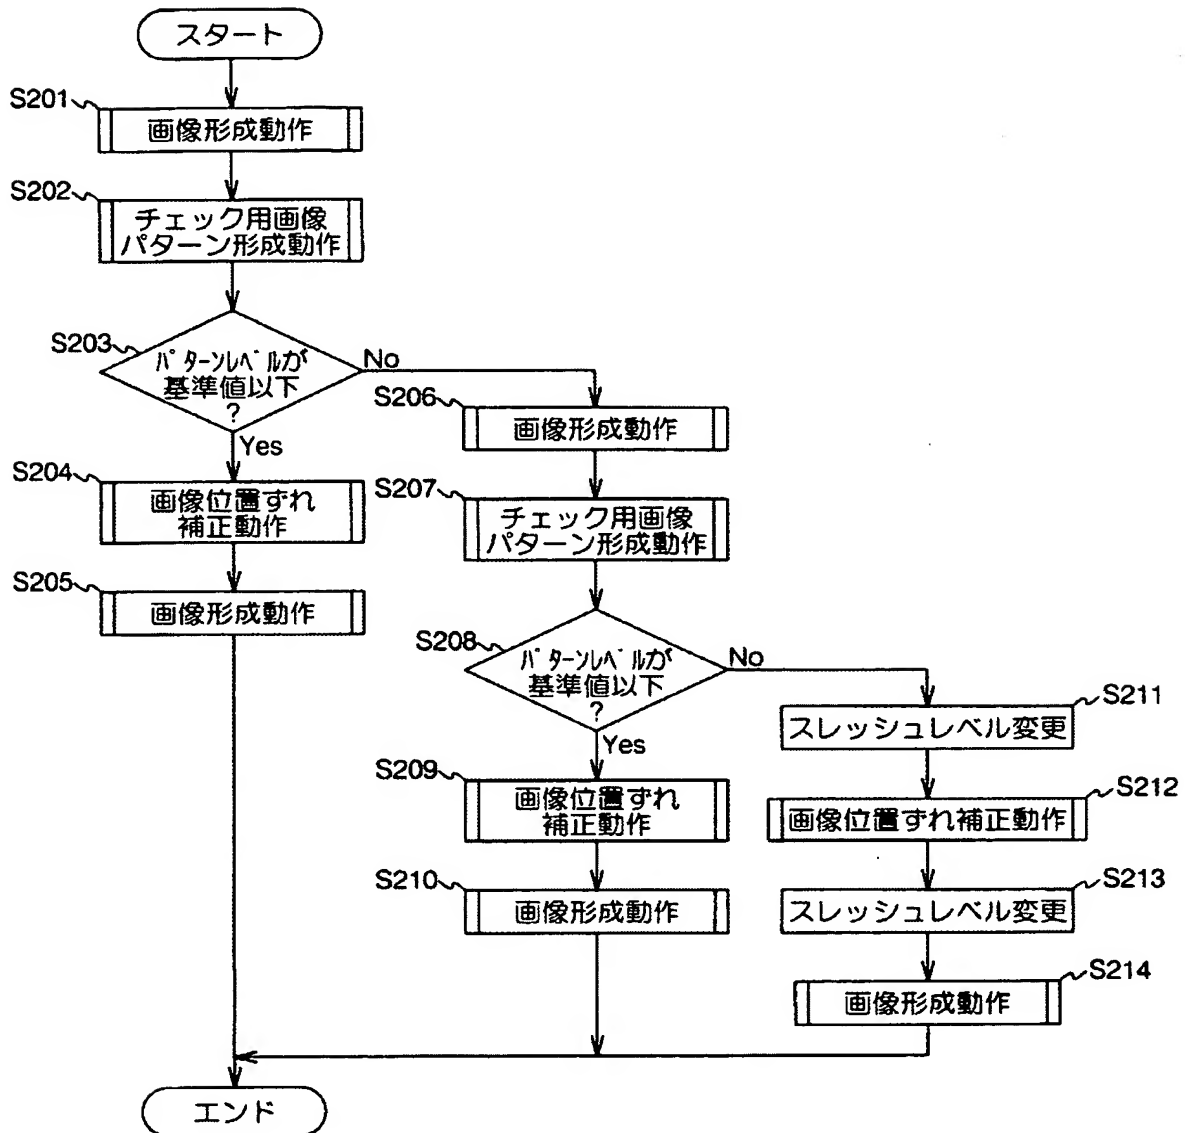 スタート
S201
画像形成動作
S202
チェック用画像
パターン形成動作
S203
パターンレベルが
基準値以下
?
No
Yes
S204
画像位置ずれ
補正動作
S205
画像形成動作
S206
画像形成動作
S207
チェック用画像
パターン形成動作
S208
パターンレベルが
基準値以下
?
No
Yes
S209
画像位置ずれ
補正動作
S210
画像形成動作
S211
スレッシュレベル変更
S212
画像位置ずれ補正動作
S213
スレッシュレベル変更
S214
画像形成動作
エンド